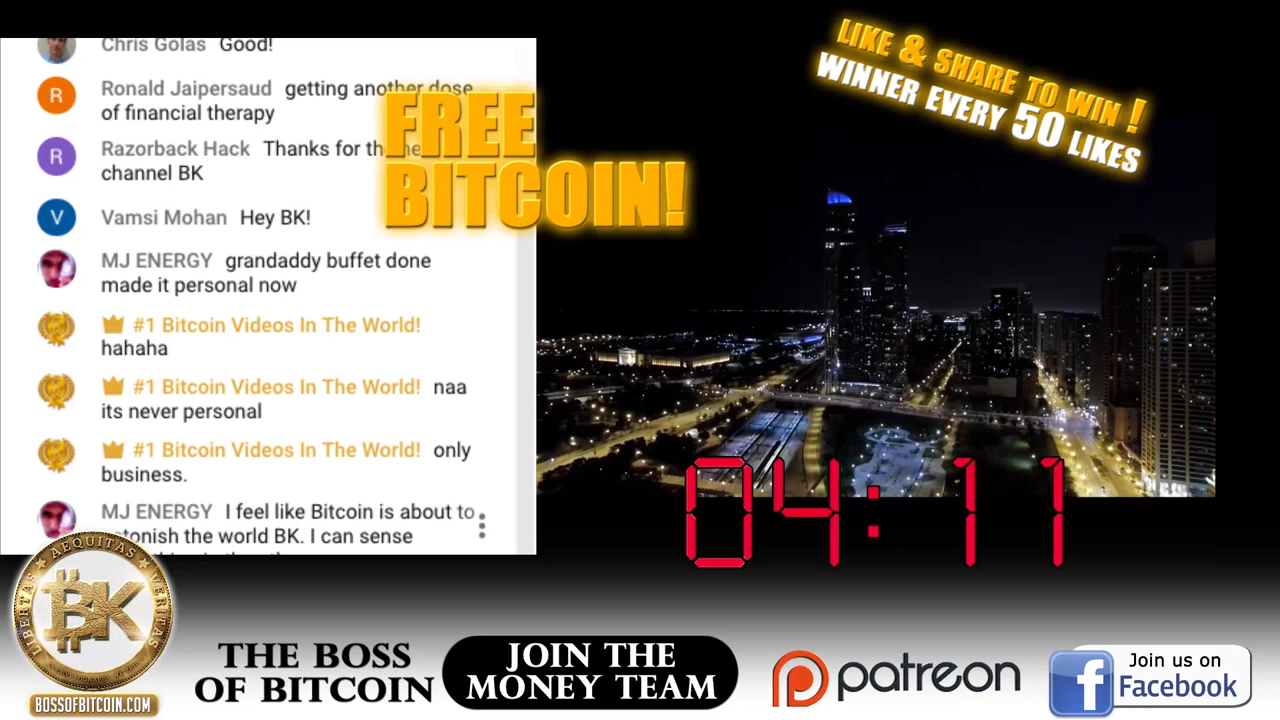 Chris Golas Good!
R
Ronald Jaipersaud getting another dose
of financial therapy
R
Razorback Hack Thanks for
channel BK
V
Vamsi Mohan Hey BK!
MJ ENERGY grandaddy buffet done
made it personal now
#1 Bitcoin Videos In The World!
hahaha
#1 Bitcoin Videos In The World! naa
its never personal
#1 Bitcoin Videos In The World! only
business.
MJ ENERGY I feel like Bitcoin is about to
the world BK. I can sense
FREE
BITCOIN!
LIKE & SHARE TO WIN !
WINNER EVERY 50 LIKES
04:11
LIBERTAS ★ AEQUITAS ★ VERITAS
BK
BOSSOFBITCOIN.COM
THE BOSS
OF BITCOIN
JOIN THE
MONEY TEAM
patreon
f
Join us on
Facebook